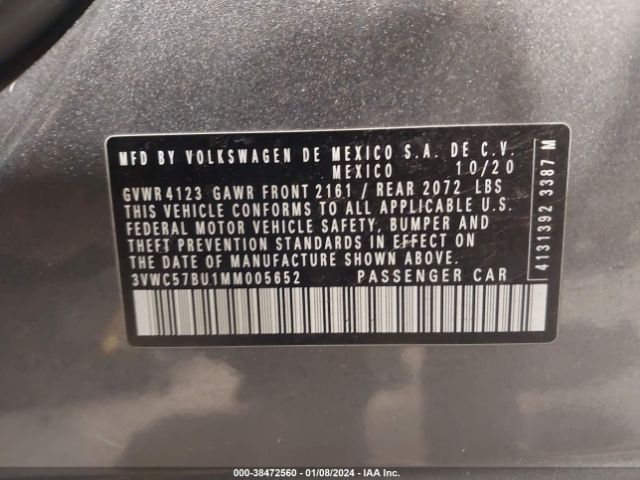 MFD BY VOLKSWAGEN DE MEXICO S.A. DE C.V.
MEXICO 10/20
GVWR 4123 GAWR FRONT 2161 / REAR 2072 LBS
THIS VEHICLE CONFORMS TO ALL APPLICABLE U.S.
FEDERAL MOTOR VEHICLE SAFETY, BUMPER AND
THEFT PREVENTION STANDARDS IN EFFECT ON
THE DATE OF MANUFACTURE SHOWN ABOVE
3VWC57BU1MM005652 PASSENGER CAR
4131392 3387 M
000-38472560 - 01/08/2024 - IAA Inc.